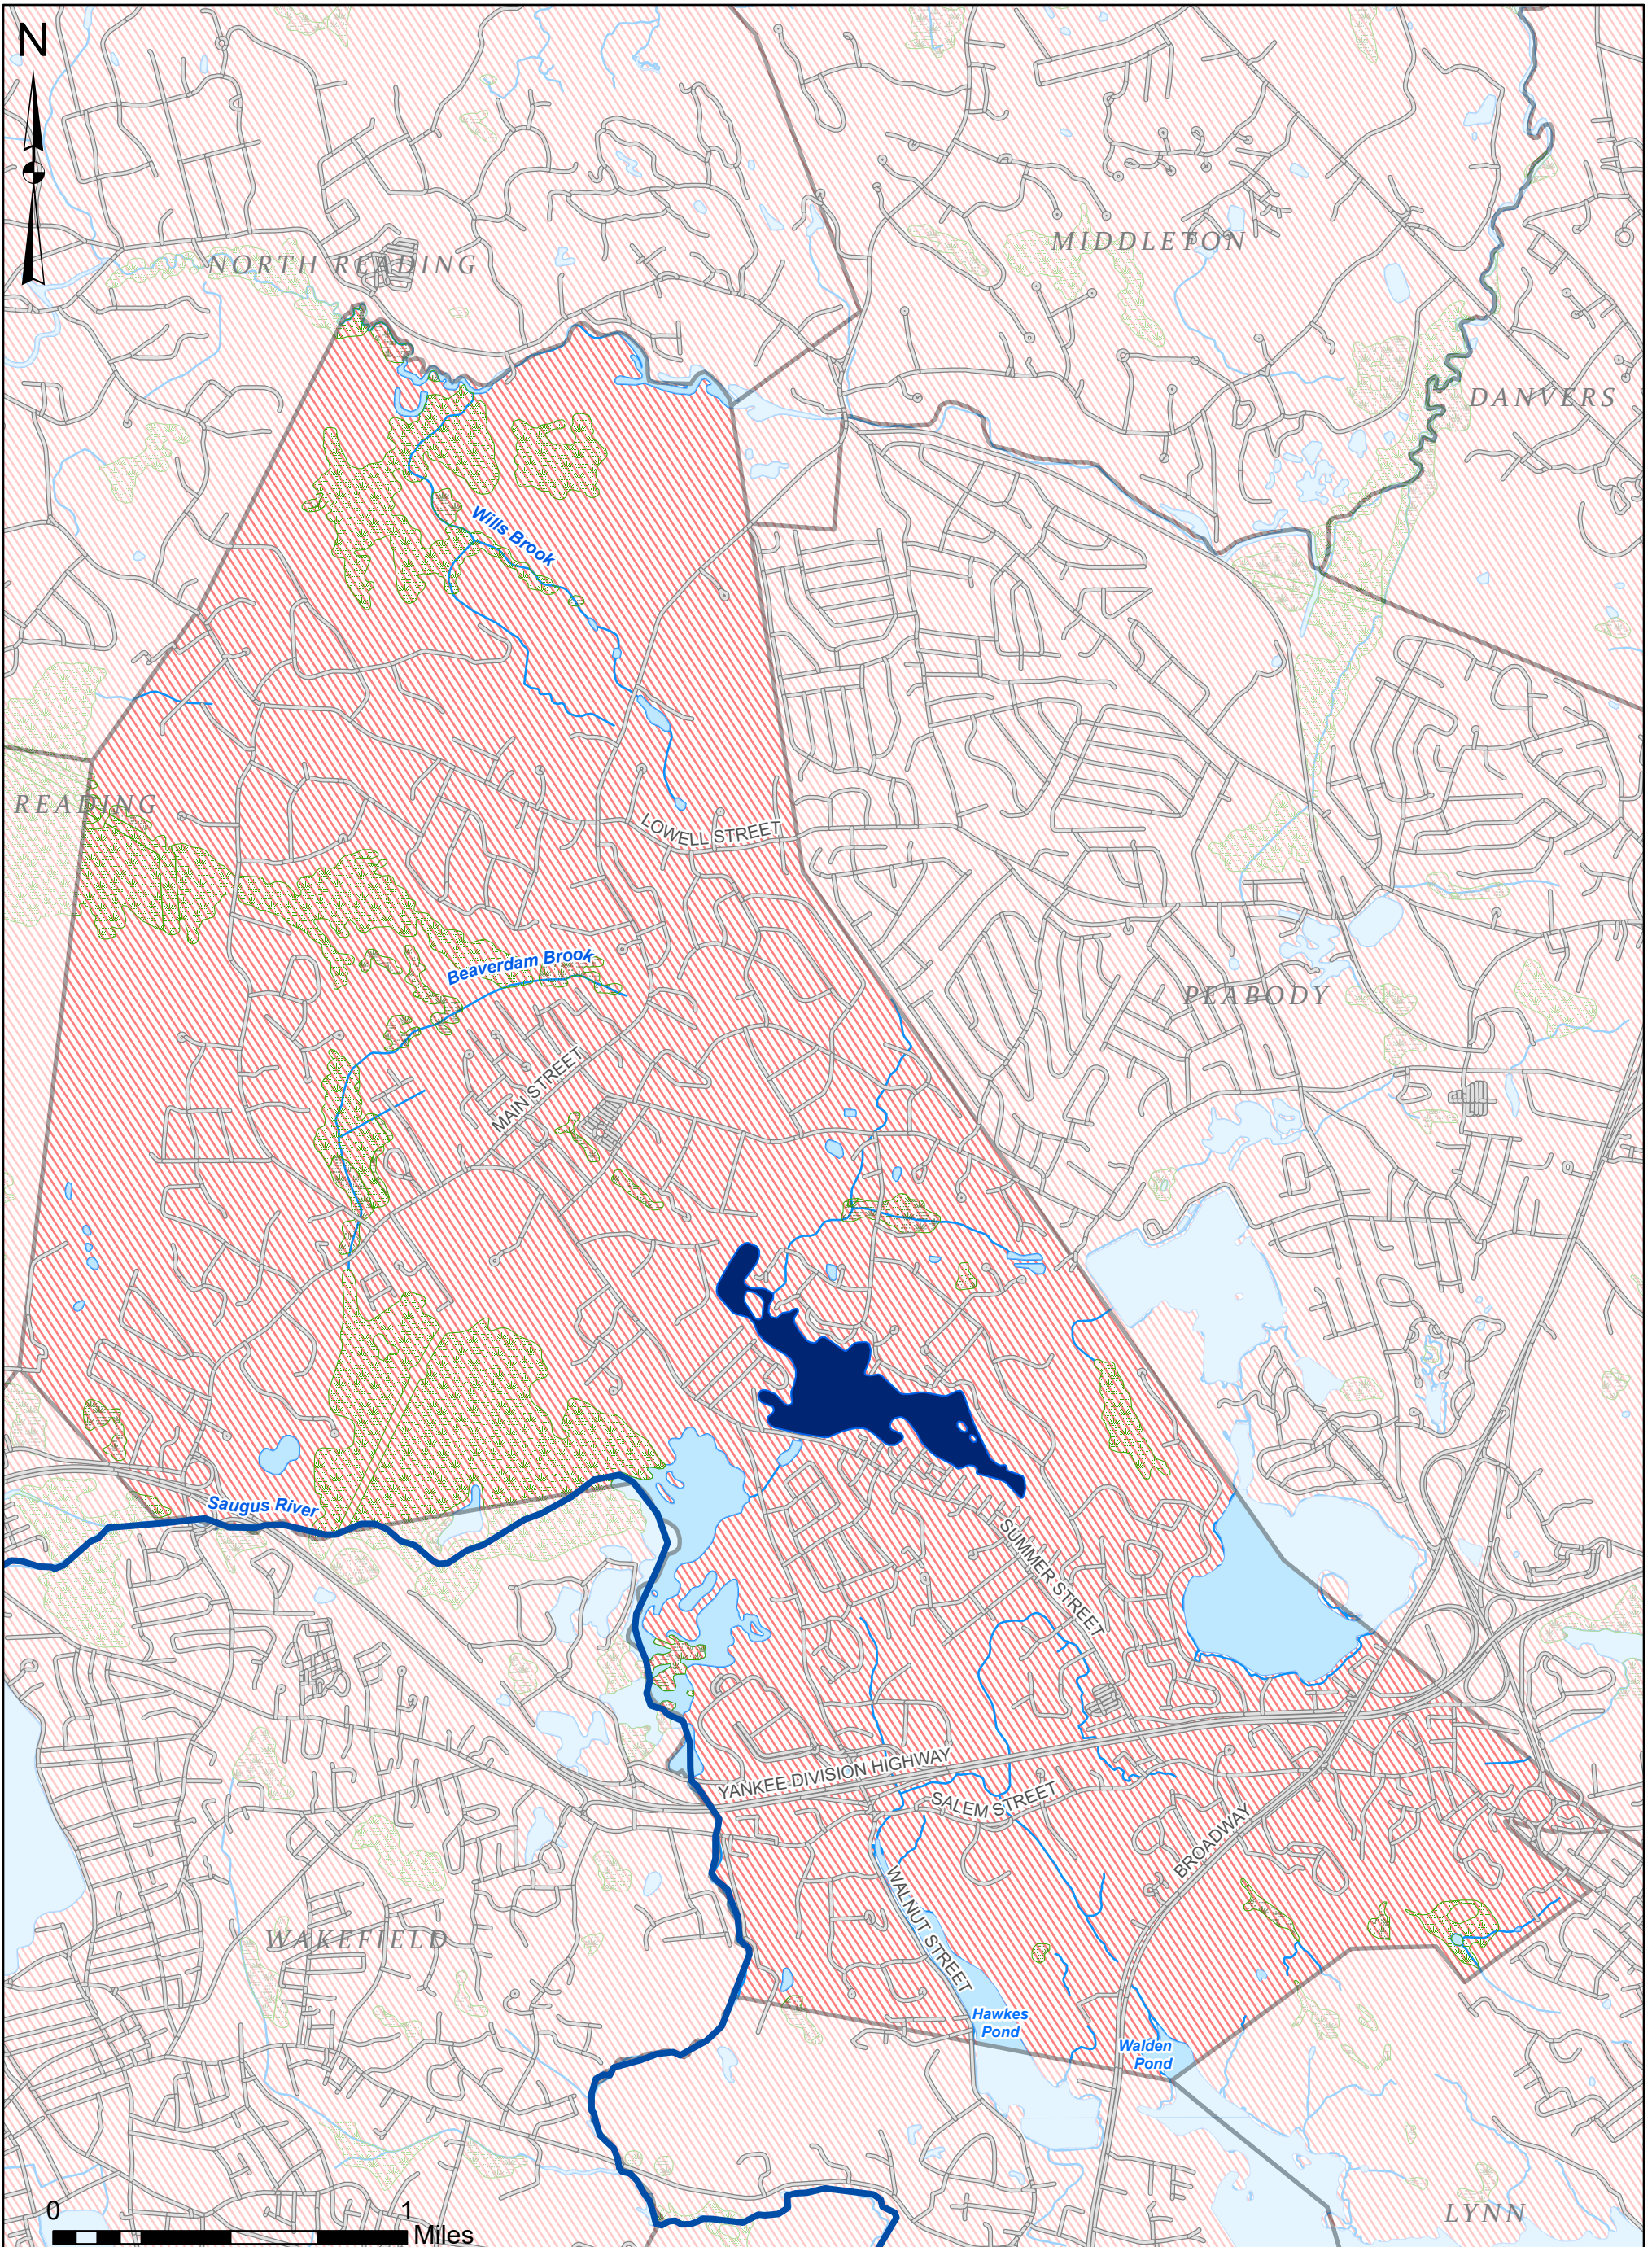 N
MIDDLETON
NORTH READING
DANVERS
Wills Brook
READING
LOWELL STREET
Beaverdam Brook
PEABODY
MAIN STREET
Saugus River
SUMMER STREET
YANKEE DIVISION HIGHWAY
SALEM STREET
BROADWAY
WALNUT STREET
WAKEFIELD
Hawkes
Pond
Walden
Pond
LYNN
0 1
Miles